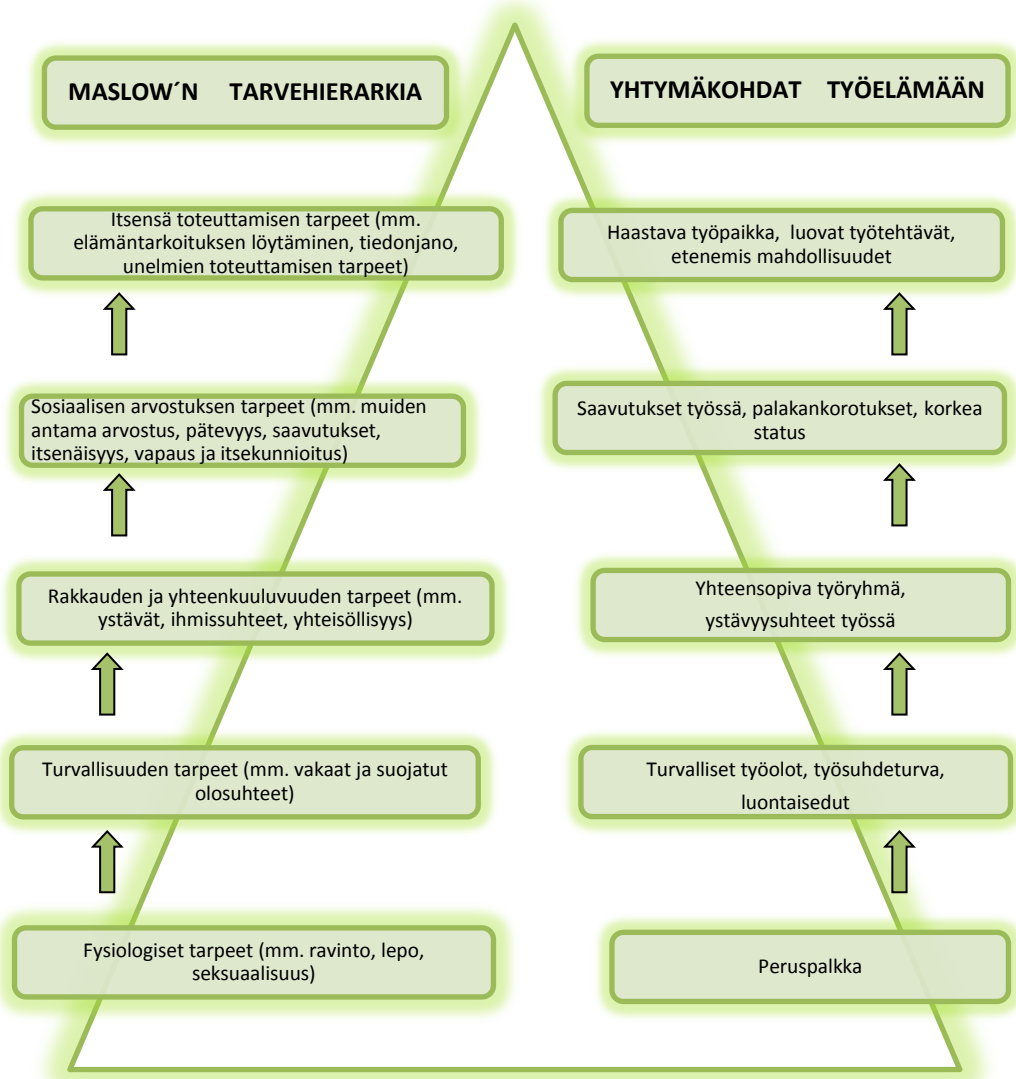 MASLOW´N TARVEHIERARKIA
YHTYMÄKOHDAT TYÖELÄMÄÄN
Itsensä toteuttamisen tarpeet (mm.
elämäntarkoituksen löytäminen, tiedonjano,
unelmien toteuttamisen tarpeet)
Haastava työpaikka, luovat työtehtävät,
etenemis mahdollisuudet
Sosiaalisen arvostuksen tarpeet (mm. muiden
antama arvostus, pätevyys, saavutukset,
itsenäisyys, vapaus ja itsekunnioitus)
Saavutukset työssä, palakankorotukset, korkea
status
Rakkauden ja yhteenkuuluvuuden tarpeet (mm.
ystävät, ihmissuhteet, yhteisöllisyys)
Yhteensopiva työryhmä,
ystävyysuhteet työssä
Turvallisuuden tarpeet (mm. vakaat ja suojatut
olosuhteet)
Turvalliset työolot, työsuhdeturva,
luontaisedut
Fysiologiset tarpeet (mm. ravinto, lepo,
seksuaalisuus)
Peruspalkka